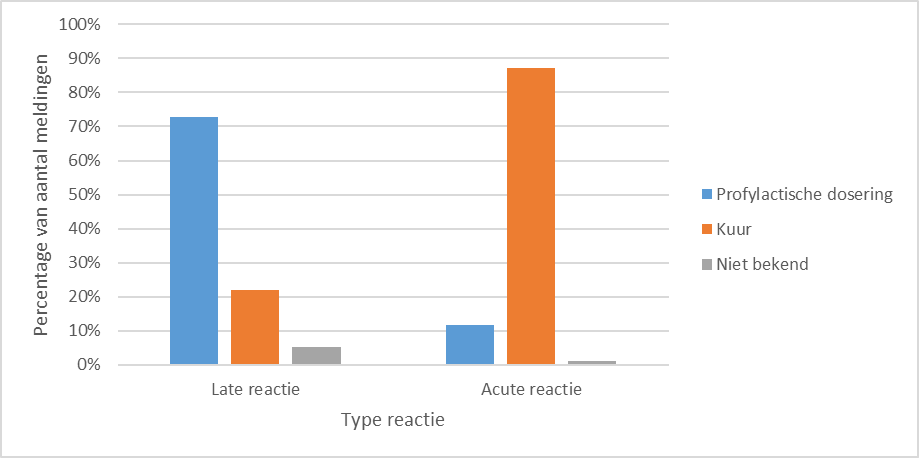 100%
90%
80%
70%
60%
50%
40%
30%
20%
10%
0%
Percentage van aantal meldingen
Late reactie
Acute reactie
Type reactie
Profylactische dosering
Kuur
Niet bekend